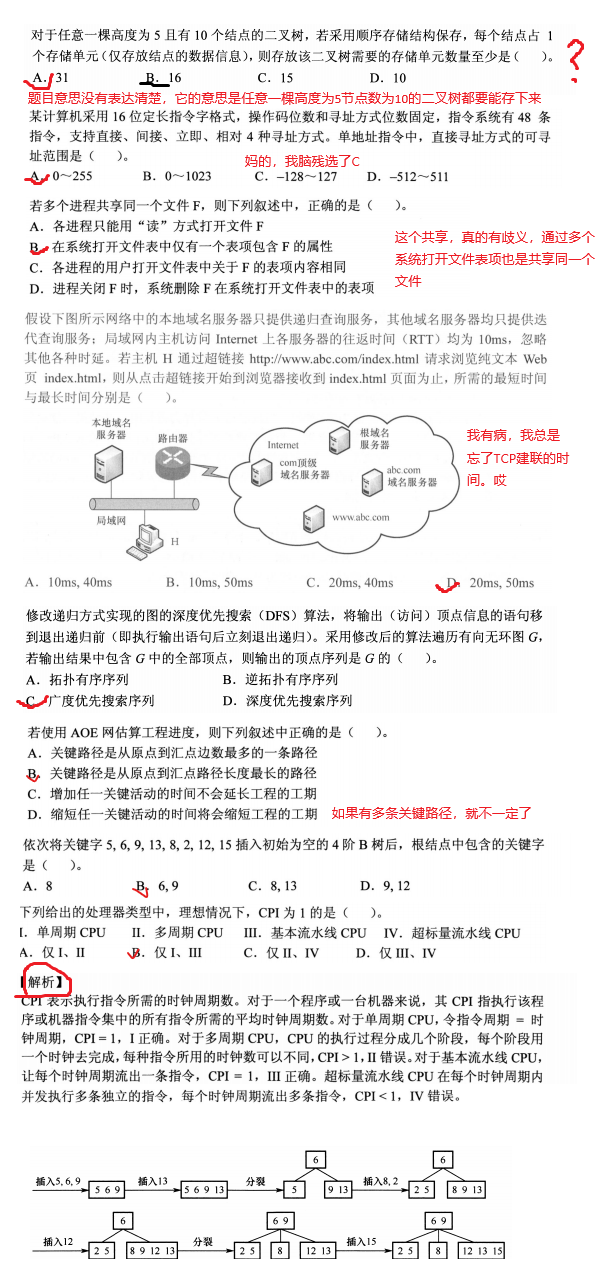 对于任意一棵高度为 5 且有 10 个结点的二叉树，若采用顺序存储结构保存，每个结点占 1
个存储单元（仅存放结点的数据信息），则存放该二叉树需要的存储单元数量至少是（ ）。
A．31 B．16 C．15 D．10
题目意思没有表达清楚，它的意思是任意一棵高度为5节点数为10的二叉树都要能存下来
某计算机采用 16 位定长指令字格式，操作码位数和寻址方式位数固定，指令系统有 48 条
指令，支持直接、间接、立即、相对 4 种寻址方式。单地址指令中，直接寻址方式的可寻
址范围是（ ）。
妈的，我脑残选了C
A．0～255 B．0～1023 C．–128～127 D．–512～511
若多个进程共享同一个文件 F，则下列叙述中，正确的是（ ）。
A．各进程只能用“读”方式打开文件 F
B．在系统打开文件表中仅有一个表项包含 F 的属性
C．各进程的用户打开文件表中关于 F 的表项内容相同
D．进程关闭 F 时，系统删除 F 在系统打开文件表中的表项
这个共享，真的有歧义，通过多个
系统打开文件表项也是共享同一个
文件
假设下图所示网络中的本地域名服务器只提供递归查询服务，其他域名服务器均只提供迭
代查询服务；局域网内主机访问 Internet 上各服务器的往返时间（RTT）均为 10ms，忽略
其他各种时延。若主机 H 通过超链接 http://www.abc.com/index.html 请求浏览纯文本 Web
页 index.html，则从点击超链接开始到浏览器接收到 index.html 页面为止，所需的最短时间
与最长时间分别是（ ）。
本地域名
服务器
路由器
Internet
根域名
服务器
com顶级
域名服务器
abc.com
域名服务器
www.abc.com
局域网
H
我有病，我总是
忘了TCP建联的时
间。哎
A．10ms, 40ms B．10ms, 50ms C．20ms, 40ms D．20ms, 50ms
修改递归方式实现的图的深度优先搜索（DFS）算法，将输出（访问）顶点信息的语句移
到退出递归前（即执行输出语句后立刻退出递归）。采用修改后的算法遍历有向无环图 G，
若输出结果中包含 G 中的全部顶点，则输出的顶点序列是 G 的（ ）。
A．拓扑有序序列 B．逆拓扑有序序列
C．广度优先搜索序列 D．深度优先搜索序列
若使用 AOE 网估算工程进度，则下列叙述中正确的是（ ）。
A．关键路径是从原点到汇点边数最多的一条路径
B．关键路径是从原点到汇点路径长度最长的路径
C．增加任一关键活动的时间不会延长工程的工期
D．缩短任一关键活动的时间将会缩短工程的工期
如果有多条关键路径，就不一定了
依次将关键字 5, 6, 9, 13, 8, 2, 12, 15 插入初始为空的 4 阶 B 树后，根结点中包含的关键字
是（ ）。
A．8 B．6, 9 C．8, 13 D．9, 12
下列给出的处理器类型中，理想情况下，CPI 为 1 的是（ ）。
I．单周期 CPU II．多周期 CPU III．基本流水线 CPU IV．超标量流水线 CPU
A．仅 I、II B．仅 I、III C．仅 II、IV D．仅 III、IV
【解析】
CPI 表示执行指令所需的时钟周期数。对于一个程序或一台机器来说，其 CPI 指执行该程
序或机器指令集中的所有指令所需的平均时钟周期数。对于单周期 CPU，令指令周期 = 时
钟周期，CPI = 1，I 正确。对于多周期 CPU，CPU 的执行过程分成几个阶段，每个阶段用
一个时钟去完成，每种指令所用的时钟数可以不同，CPI > 1，II 错误。对于基本流水线 CPU，
让每个时钟周期流出一条指令，CPI = 1，III 正确。超标量流水线 CPU 在每个时钟周期内
并发执行多条独立的指令，每个时钟周期流出多条指令，CPI < 1，IV 错误。
插入5, 6, 9 5 6 9 插入13 5 6 9 13 分裂 6 5 9 13 插入8, 2 6 2 5 8 9 13
插入12 6 2 5 8 9 12 13 分裂 6 9 2 5 8 12 13 插入15 6 9 2 5 8 12 13 15